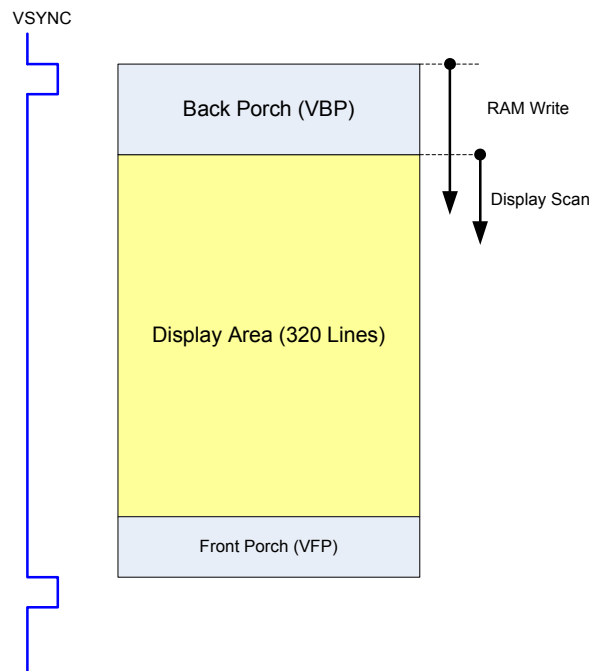 VSYNC
Back Porch (VBP)
RAM Write
Display Scan
Display Area (320 Lines)
Front Porch (VFP)